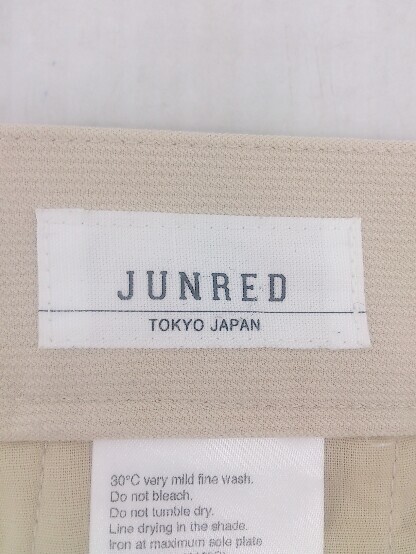 JUNRED
TOKYO JAPAN
30°C very mild fine wash.
Do not bleach.
Do not tumble dry.
Line drying in the shade.
Iron at maximum sole plate